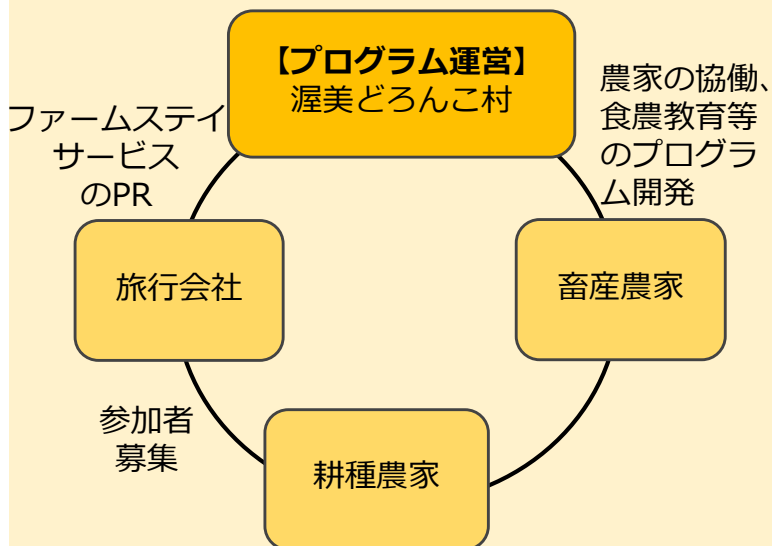 【プログラム運営】
渥美どろんこ村
ファームステイ
サービス
のPR
農家の協働、
食農教育等
のプログラ
ム開発
旅行会社
畜産農家
参加者
募集
耕種農家